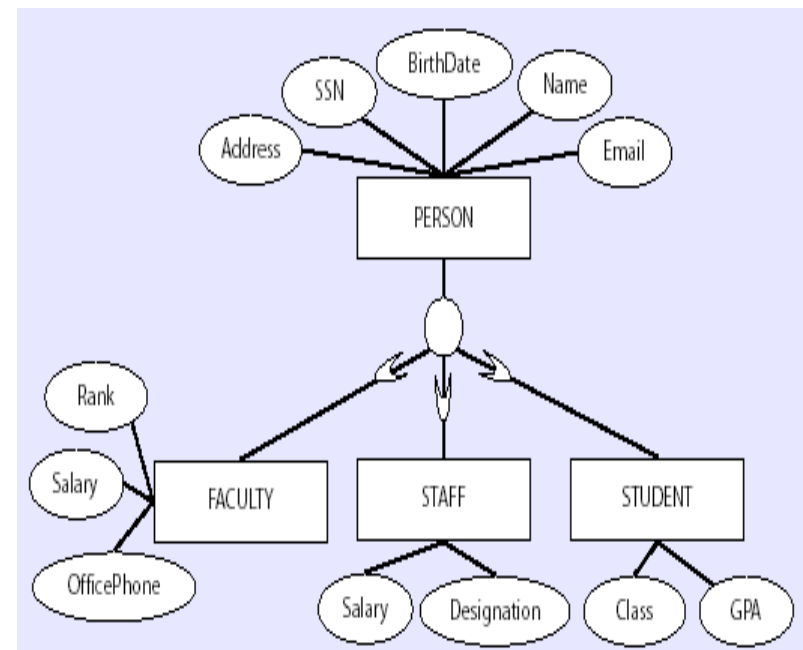 BirthDate
SSN
Name
Address
Email
PERSON
Rank
Salary
OfficePhone
FACULTY
STAFF
STUDENT
Salary
Designation
Class
GPA